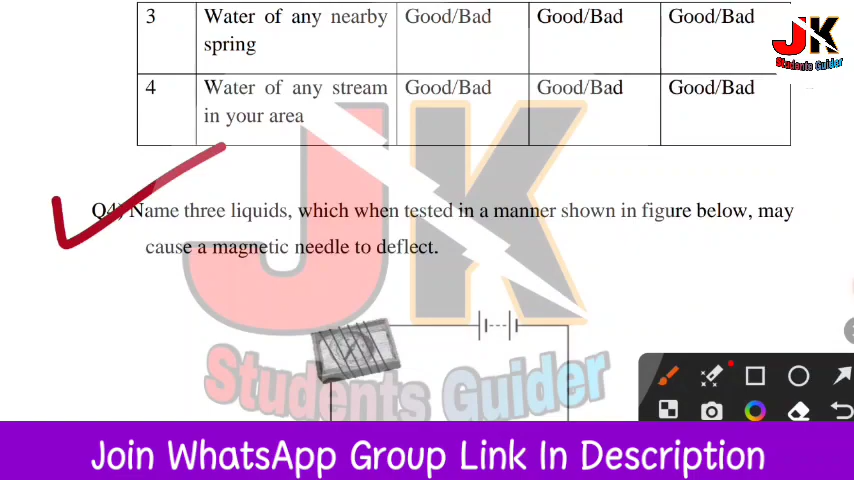 3 Water of any nearby Good/Bad Good/Bad Good/Bad
spring
4 Water of any stream Good/Bad Good/Bad Good/Bad
in your area
JK
Students Guider
Q4) Name three liquids, which when tested in a manner shown in figure below, may
cause a magnetic needle to deflect.
JK
Students Guider
Join WhatsApp Group Link In Description